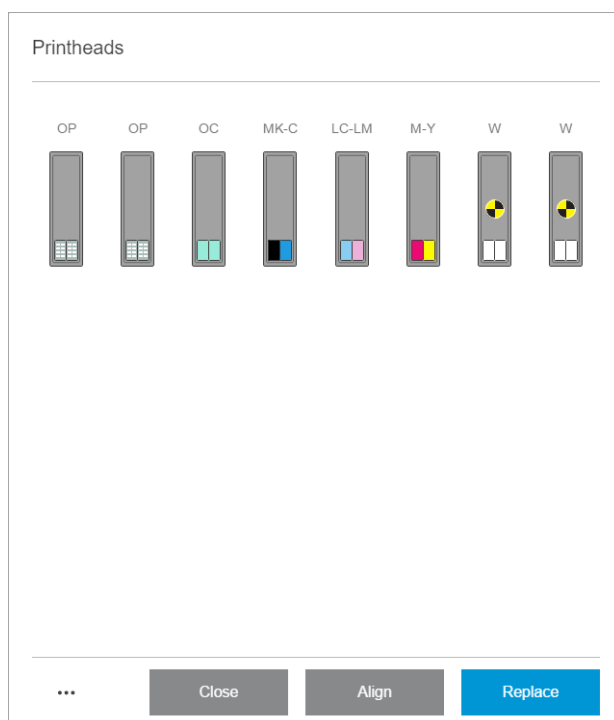 Printheads
OP OP OC MK-C LC-LM M-Y W W
... Close Align Replace